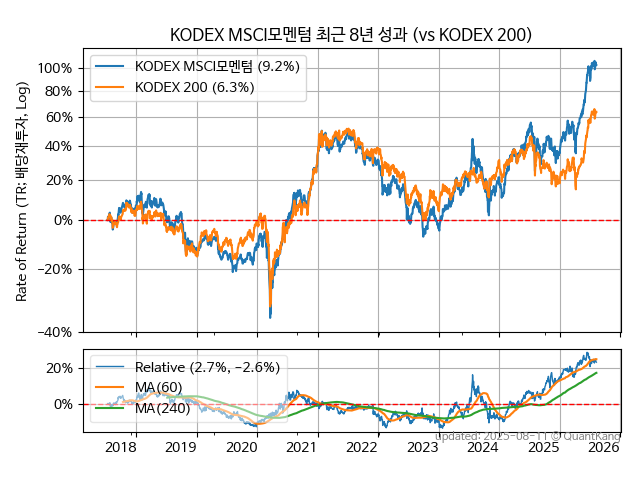 KODEX MSCI모멘텀 최근 8년 성과 (vs KODEX 200)
KODEX MSCI모멘텀 (9.2%)
KODEX 200 (6.3%)
100%
80%
60%
40%
20%
0%
−20%
−40%
Rate of Return (TR: 배당재투자, Log)
Relative (2.7%, −2.6%)
MA(60)
MA(240)
20%
0%
updated: 2025-08-11 © QuantKang
2018 2019 2020 2021 2022 2023 2024 2025 2026